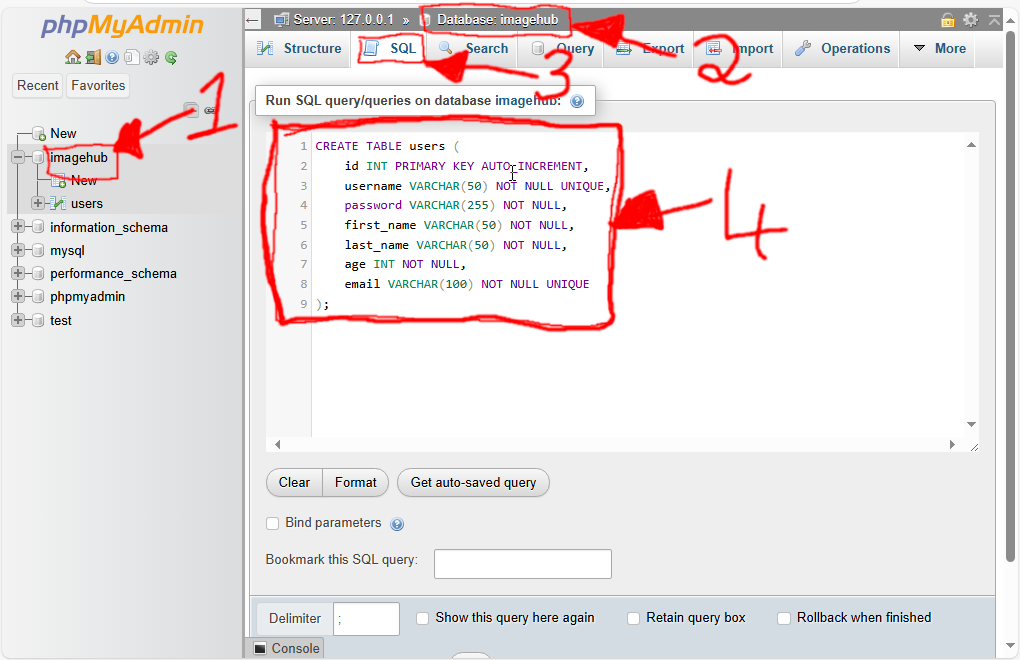 phpMyAdmin
Recent Favorites
New
imagehub
New
users
information_schema
mysql
performance_schema
phpmyadmin
test
1
Server: 127.0.0.1 » Database: imagehub
2
Structure SQL Search Query Export Import Operations More
3
Run SQL query/queries on database imagehub:
1 CREATE TABLE users (
2 id INT PRIMARY KEY AUTO_INCREMENT,
3 username VARCHAR(50) NOT NULL UNIQUE,
4 password VARCHAR(255) NOT NULL,
5 first_name VARCHAR(50) NOT NULL,
6 last_name VARCHAR(50) NOT NULL,
7 age INT NOT NULL,
8 email VARCHAR(100) NOT NULL UNIQUE
9 );
4
Clear Format Get auto-saved query
Bind parameters
Bookmark this SQL query:
Delimiter ; Show this query here again Retain query box Rollback when finished
Console